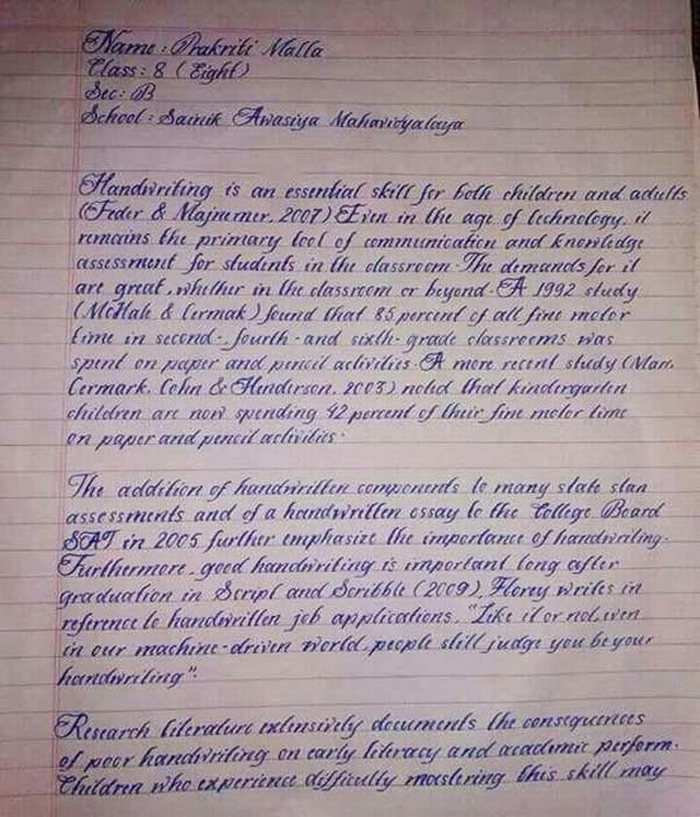 Name : Prakriti Malla
Class : 8 (Eight)
Sec : B
School : Sainik Awasiya Mahavidyalaya
Handwriting is an essential skill for both children and adults
(Feder & Majnemer, 2007) Even in the age of technology, it
remains the primary tool of communication and knowledge
assessment for students in the classroom. The demands for it
are great, whether in the classroom or beyond. A 1992 study
(McHale & Cermak) found that 85 percent of all fine motor
time in second-, fourth-and sixth-grade classrooms was
spent on paper and pencil activities. A more recent study (Marr,
Cermark, Cohn & Henderson, 2003) noted that kindergarten
children are now spending 42 percent of their fine motor time
on paper and pencil activities.
The addition of handwritten components to many state stan
assessments and of a handwritten essay to the College Board
SAT in 2005 further emphasize the importance of handwriting.
Furthermore, good handwriting is important long after
graduation in Script and Scribble (2009), Florey writes in
reference to handwritten job applications, "Like it or not, even
in our machine-driven world, people still judge you be your
handwriting".
Research literature extensively documents the consequences
of poor handwriting on early literacy and academic perform.
Children who experience difficulty mastering this skill may